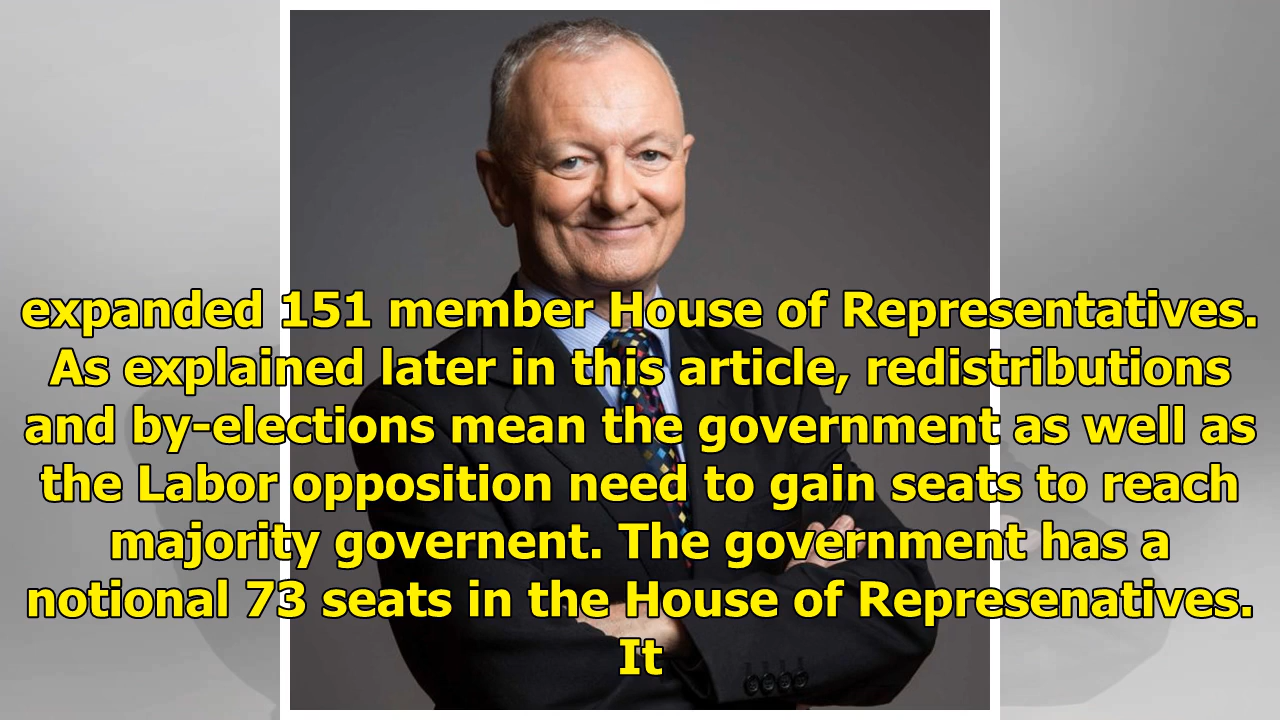 expanded 151 member House of Representatives.
As explained later in this article, redistributions
and by-elections mean the government as well as
the Labor opposition need to gain seats to reach
majority governent. The government has a
notional 73 seats in the House of Represenatives.
It